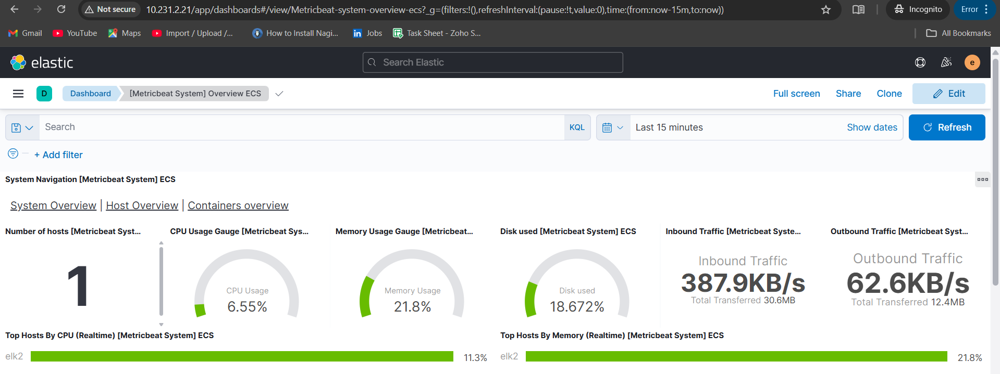 Not secure 10.231.2.21/app/dashboards#/view/Metricbeat-system-overview-ecs?_g=(filters:!(),refreshInterval:(pause:!t,value:0),time:(from:now-15m,to:now)) Incognito Error
Gmail YouTube Maps Import / Upload /... How to Install Nagi... Jobs Task Sheet - Zoho S... All Bookmarks
elastic Search Elastic e
D Dashboard [Metricbeat System] Overview ECS Full screen Share Clone Edit
Search KQL Last 15 minutes Show dates Refresh
+ Add filter
System Navigation [Metricbeat System] ECS
System Overview | Host Overview | Containers overview
Number of hosts [Metricbeat Syst... CPU Usage Gauge [Metricbeat Sys... Memory Usage Gauge [Metricbeat... Disk used [Metricbeat System] ECS Inbound Traffic [Metricbeat Syste... Outbound Traffic [Metricbeat Syst...
1
CPU Usage
6.55%
Memory Usage
21.8%
Disk used
18.672%
Inbound Traffic
387.9KB/s
Total Transferred 30.6MB
Outbound Traffic
62.6KB/s
Total Transferred 12.4MB
Top Hosts By CPU (Realtime) [Metricbeat System] ECS
elk2 11.3%
Top Hosts By Memory (Realtime) [Metricbeat System] ECS
elk2 21.8%